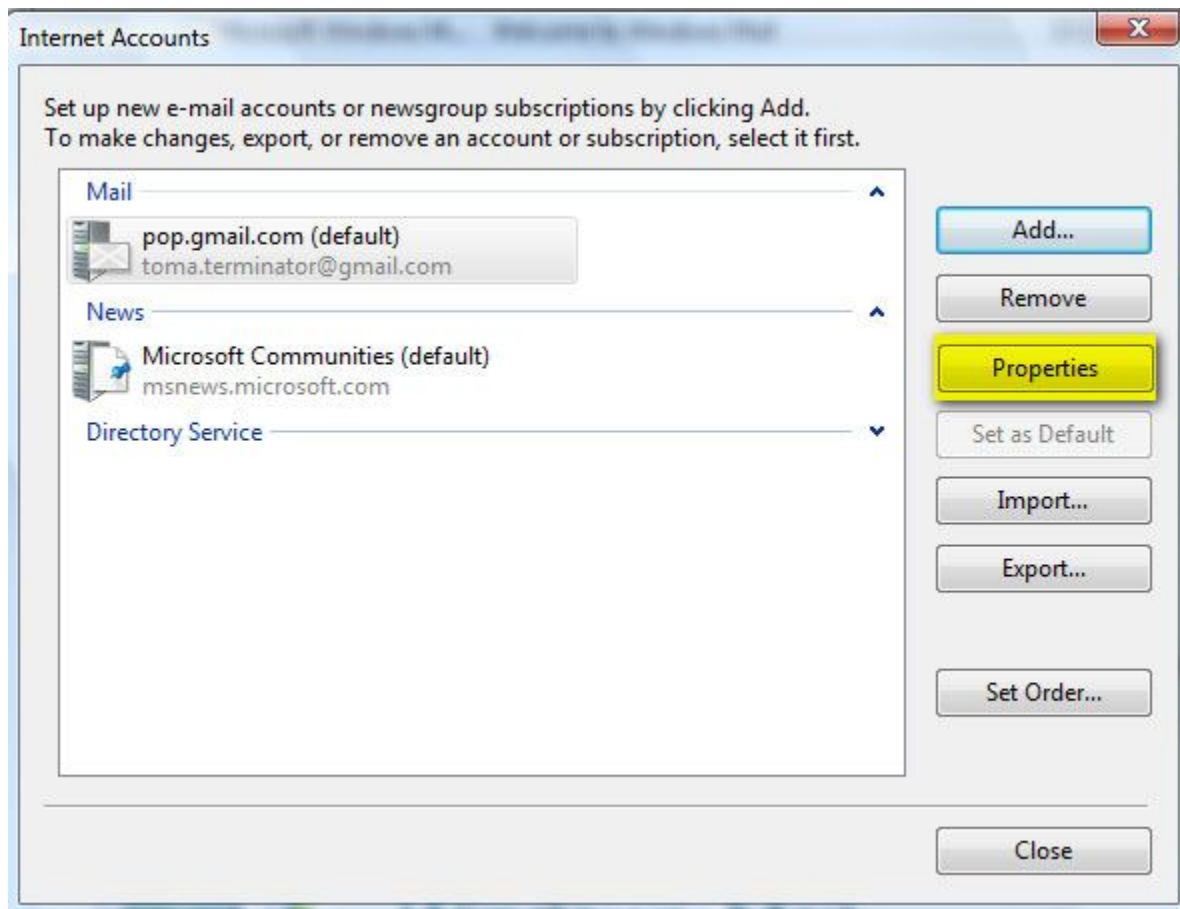 Internet Accounts
Set up new e-mail accounts or newsgroup subscriptions by clicking Add.
To make changes, export, or remove an account or subscription, select it first.
Mail
pop.gmail.com (default)
toma.terminator@gmail.com
News
Microsoft Communities (default)
msnews.microsoft.com
Directory Service
Add...
Remove
Properties
Set as Default
Import...
Export...
Set Order...
Close